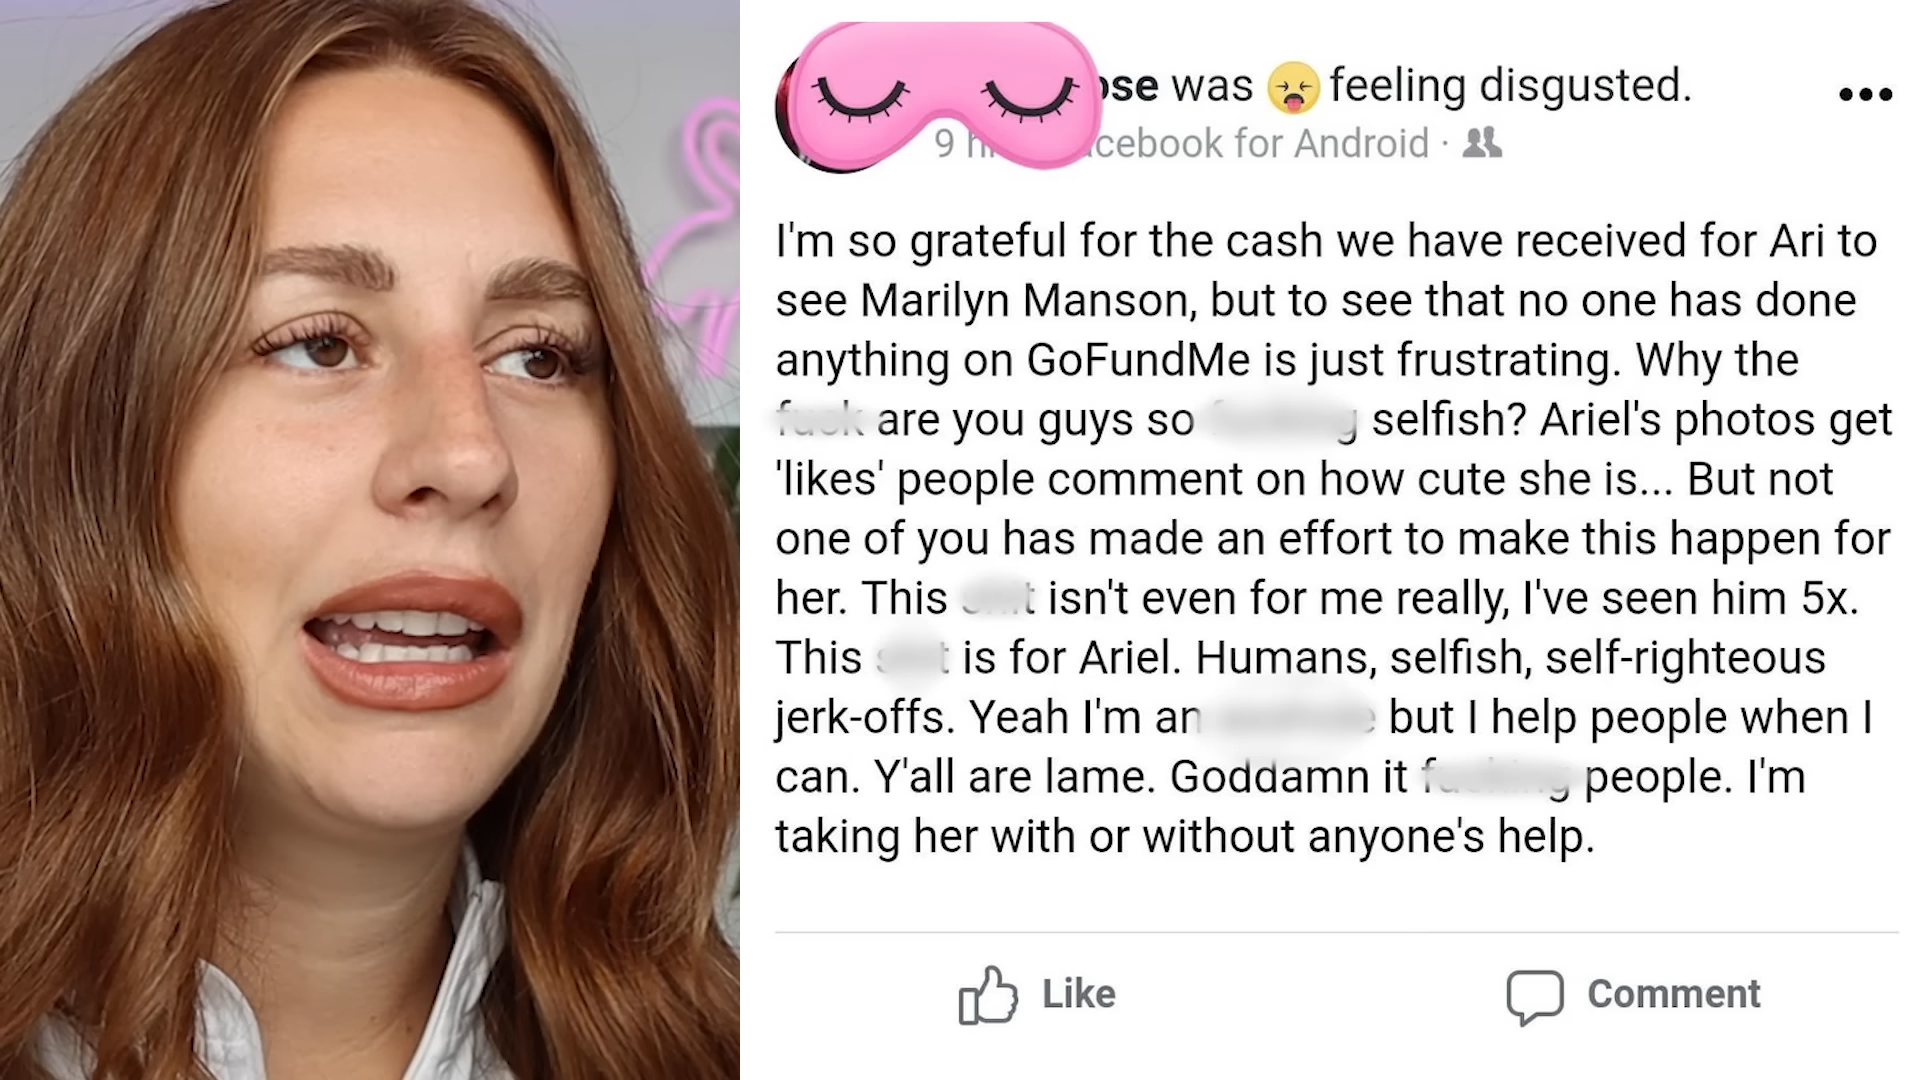 ose was feeling disgusted.
9 h cebook for Android ·
I'm so grateful for the cash we have received for Ari to
see Marilyn Manson, but to see that no one has done
anything on GoFundMe is just frustrating. Why the
fuck are you guys so selfish? Ariel's photos get
'likes' people comment on how cute she is... But not
one of you has made an effort to make this happen for
her. This isn't even for me really, I've seen him 5x.
This is for Ariel. Humans, selfish, self-righteous
jerk-offs. Yeah I'm an but I help people when I
can. Y'all are lame. Goddamn it people. I'm
taking her with or without anyone's help.
Like
Comment